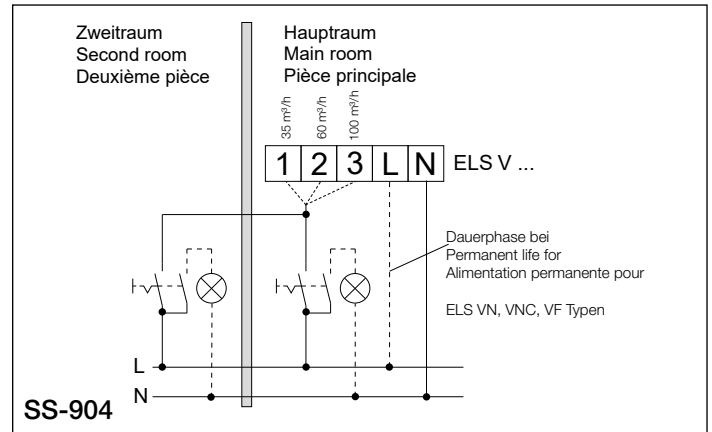 Zweitraum
Second room
Deuxième pièce
Hauptraum
Main room
Pièce principale
35 m³/h
60 m³/h
100 m³/h
1 2 3 L N ELS V ...
Dauerphase bei
Permanent life for
Alimentation permanente pour
ELS VN, VNC, VF Typen
L
N
SS-904